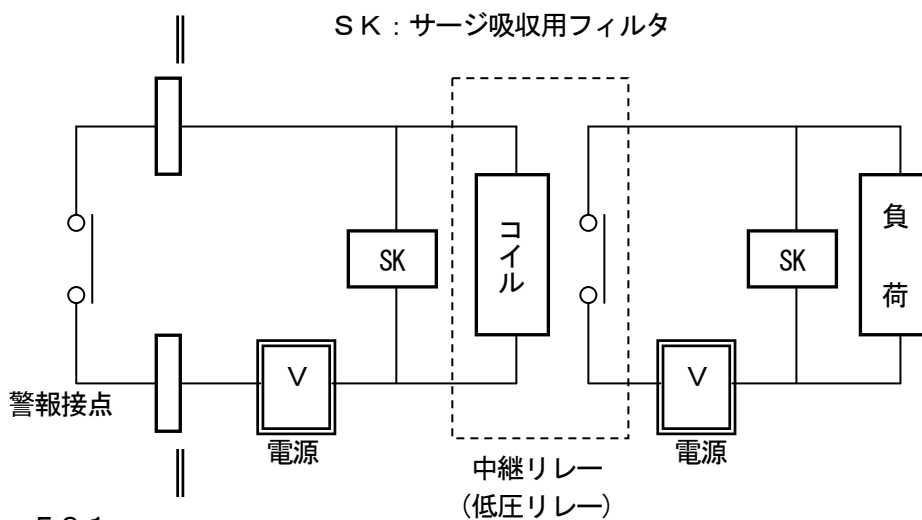 ＳＫ：サージ吸収用フィルタ
SK
コイル
SK
負荷
Ｖ
Ｖ
警報接点
電源
電源
中継リレー
（低圧リレー）